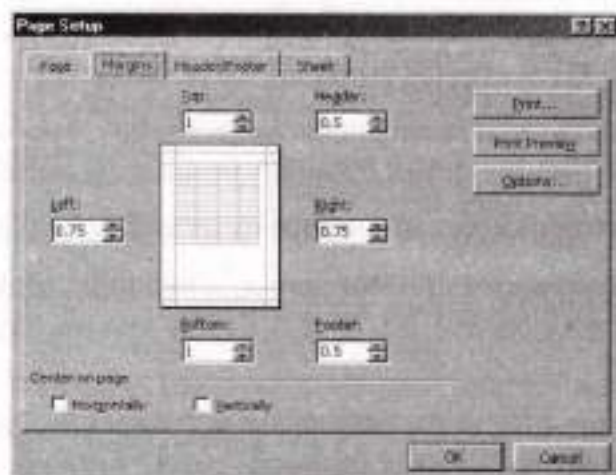 Page Setup
Page Margins Header/Footer Sheet
Top: Header:
1 0.5
Print...
Print Preview
Options...
Left: Right:
0.75 0.75
Bottom: Footer:
1 0.5
Center on page
Horizontally Vertically
OK Cancel